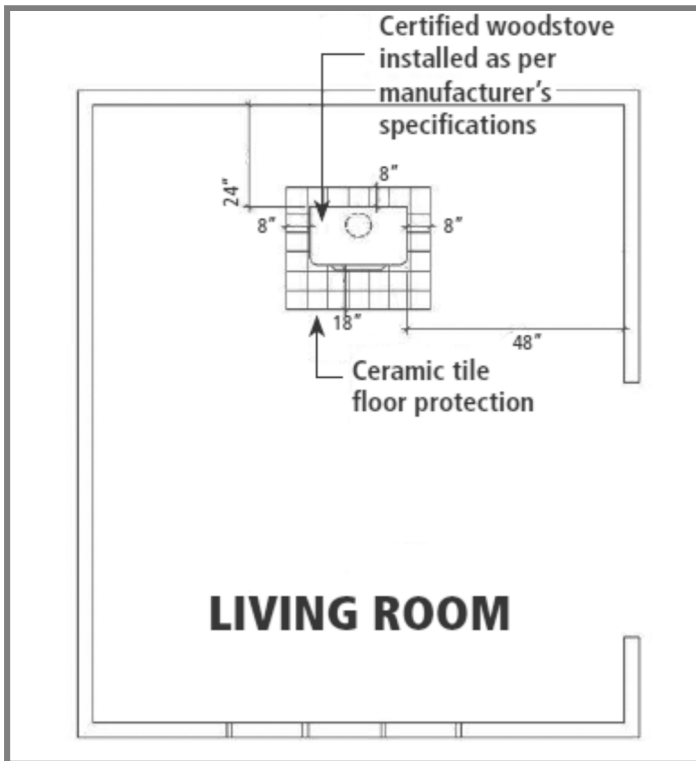 Certified woodstove
installed as per
manufacturer’s
specifications
24”
8”
8”
8”
18”
48”
Ceramic tile
floor protection
LIVING ROOM